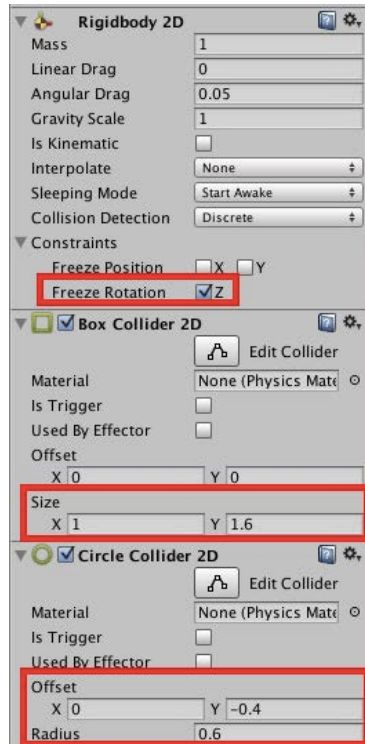 Rigidbody 2D
Mass 1
Linear Drag 0
Angular Drag 0.05
Gravity Scale 1
Is Kinematic
Interpolate None
Sleeping Mode Start Awake
Collision Detection Discrete
Constraints
Freeze Position X Y
Freeze Rotation Z
Box Collider 2D
Edit Collider
Material None (Physics Mate
Is Trigger
Used By Effector
Offset
X 0 Y 0
Size
X 1 Y 1.6
Circle Collider 2D
Edit Collider
Material None (Physics Mate
Is Trigger
Used By Effector
Offset
X 0 Y -0.4
Radius 0.6